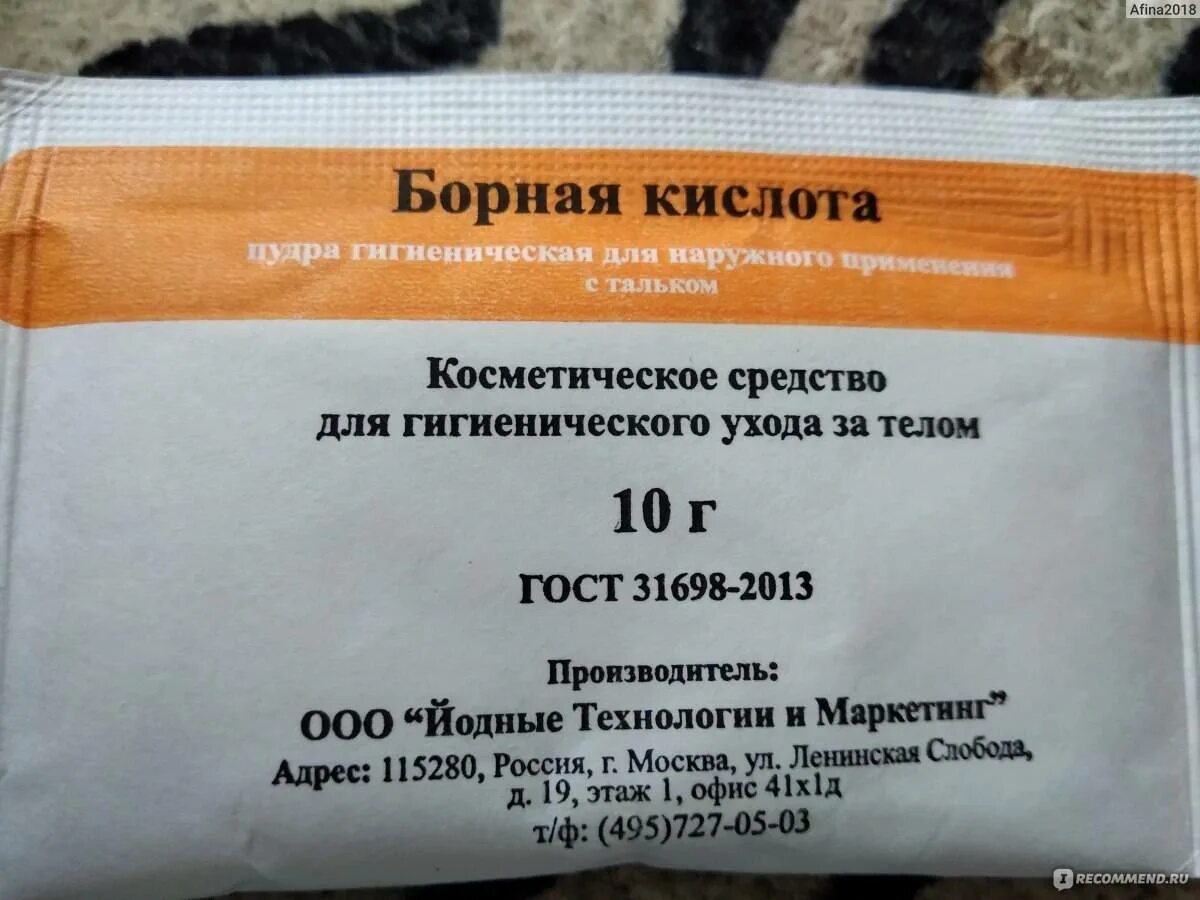 Afina2018
Борная кислота
пудра гигиеническая для наружного применения
с тальком
Косметическое средство
для гигиенического ухода за телом
10 г
ГОСТ 31698-2013
Производитель:
ООО “Йодные Технологии и Маркетинг”
Адрес: 115280, Россия, г. Москва, ул. Ленинская Слобода,
д. 19, этаж 1, офис 41х1д
т/ф: (495)727-05-03
IRECOMMEND.RU